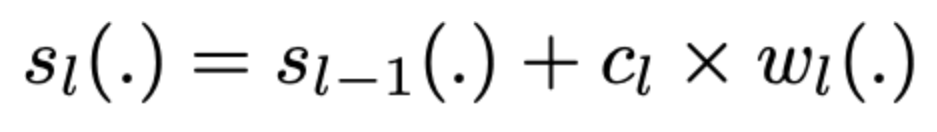 s_l(.) = s_{l-1}(.) + c_l × w_l(.)